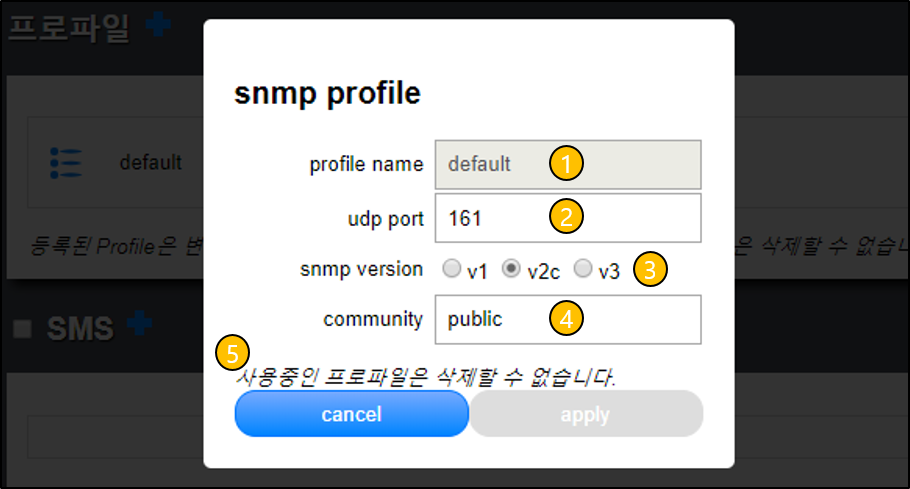 프로파일
snmp profile
default
profile name default 1
udp port 161 2
snmp version v1 v2c v3 3
등록된 Profile은 변
은 삭제할 수 없습니
community public 4
SMS
5
사용중인 프로파일은 삭제할 수 없습니다.
cancel apply